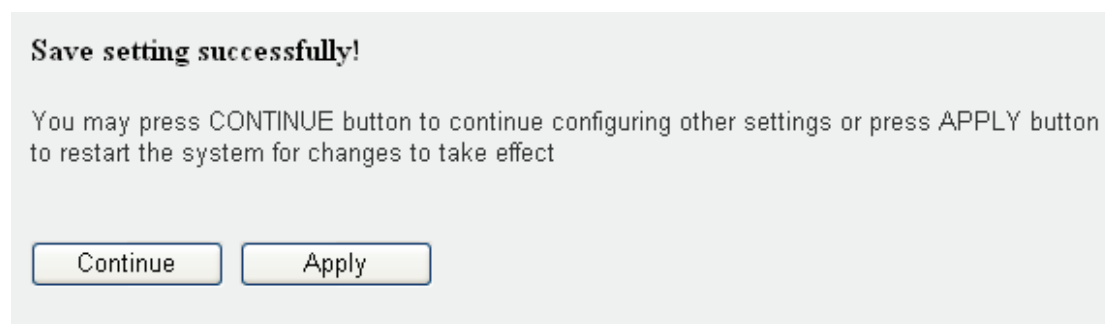 Save setting successfully!
You may press CONTINUE button to continue configuring other settings or press APPLY button
to restart the system for changes to take effect
Continue
Apply